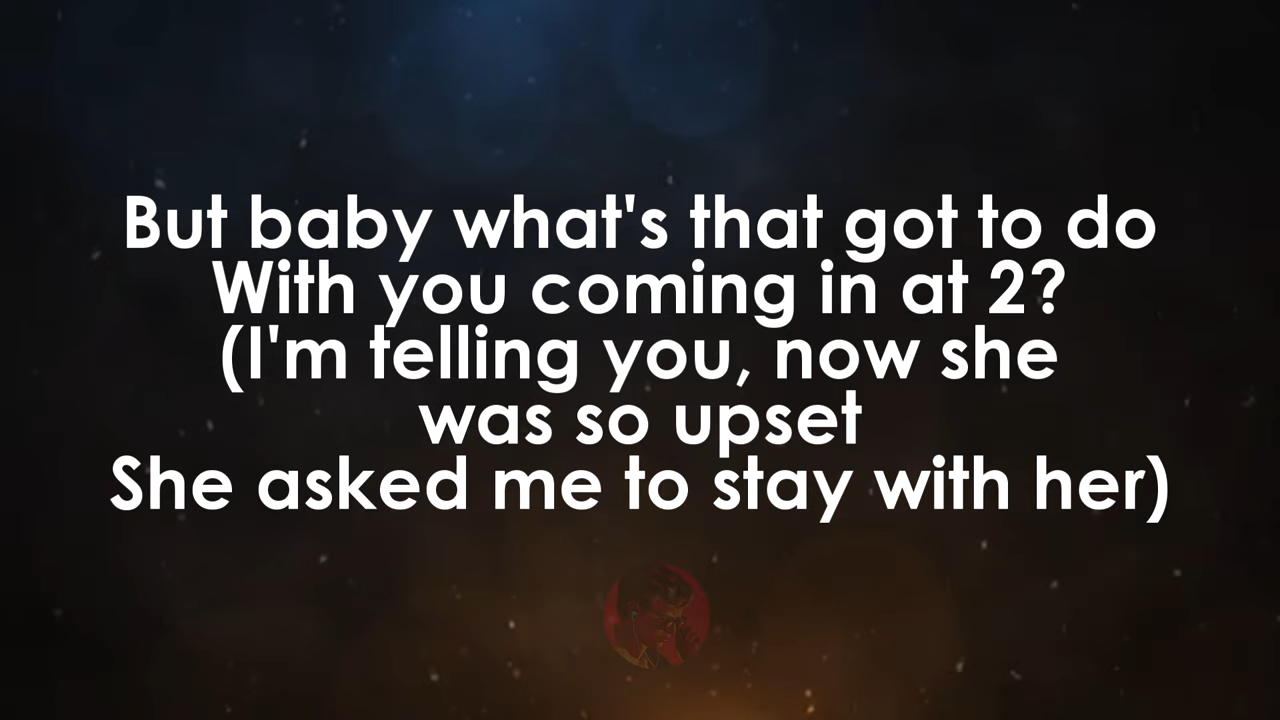 But baby what's that got to do
With you coming in at 2?
(I'm telling you, now she
was so upset
She asked me to stay with her)